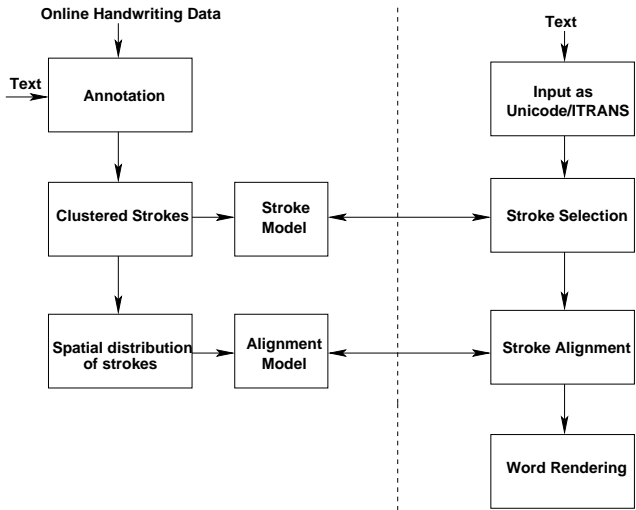 Online Handwriting Data
Text
Annotation
Clustered Strokes
Stroke
Model
Spatial distribution
of strokes
Alignment
Model
Text
Input as
Unicode/ITRANS
Stroke Selection
Stroke Alignment
Word Rendering